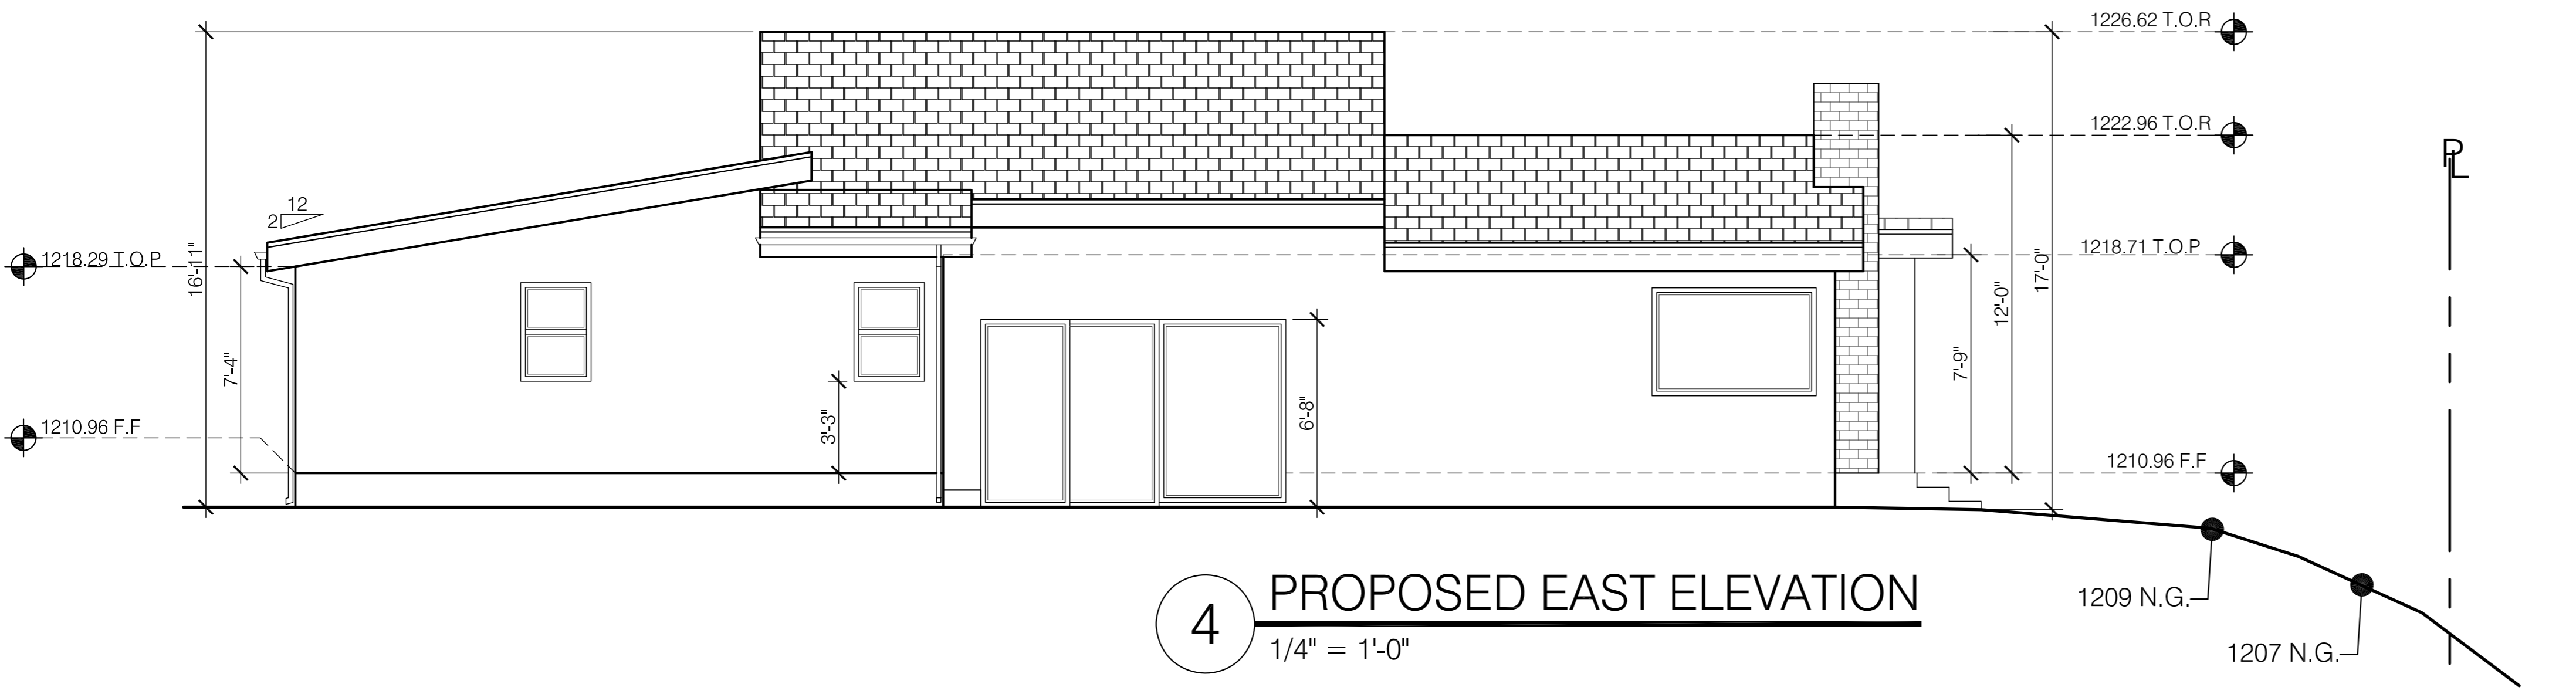 1226.62 T.O.R
1222.96 T.O.R
PL
12
2
1218.29 T.O.P
16'-11"
1218.71 T.O.P
17'-0"
12'-0"
7'-4"
7'-9"
3'-3"
6'-8"
1210.96 F.F
1210.96 F.F
4
PROPOSED EAST ELEVATION
1/4" = 1'-0"
1209 N.G.
1207 N.G.